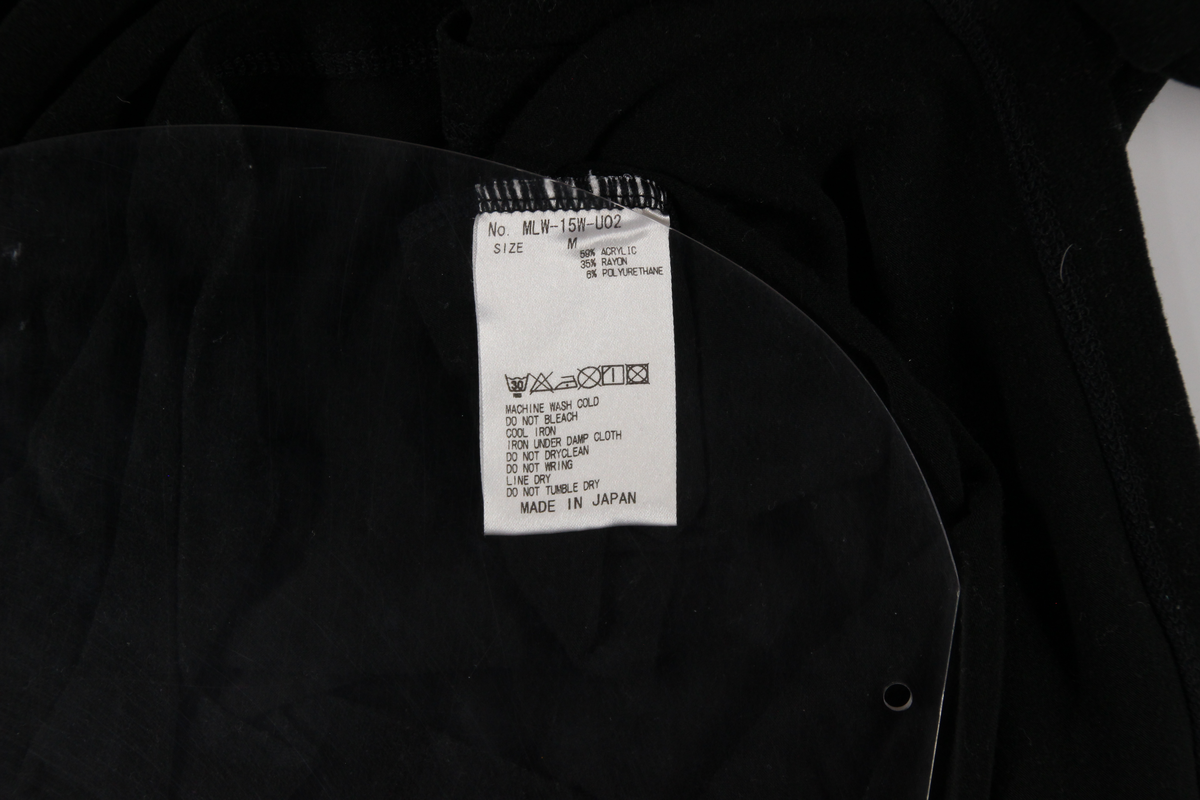 No. MLW-15W-U02
SIZE M
59% ACRYLIC
35% RAYON
6% POLYURETHANE
30
MACHINE WASH COLD
DO NOT BLEACH
COOL IRON
IRON UNDER DAMP CLOTH
DO NOT DRYCLEAN
DO NOT WRING
LINE DRY
DO NOT TUMBLE DRY
MADE IN JAPAN